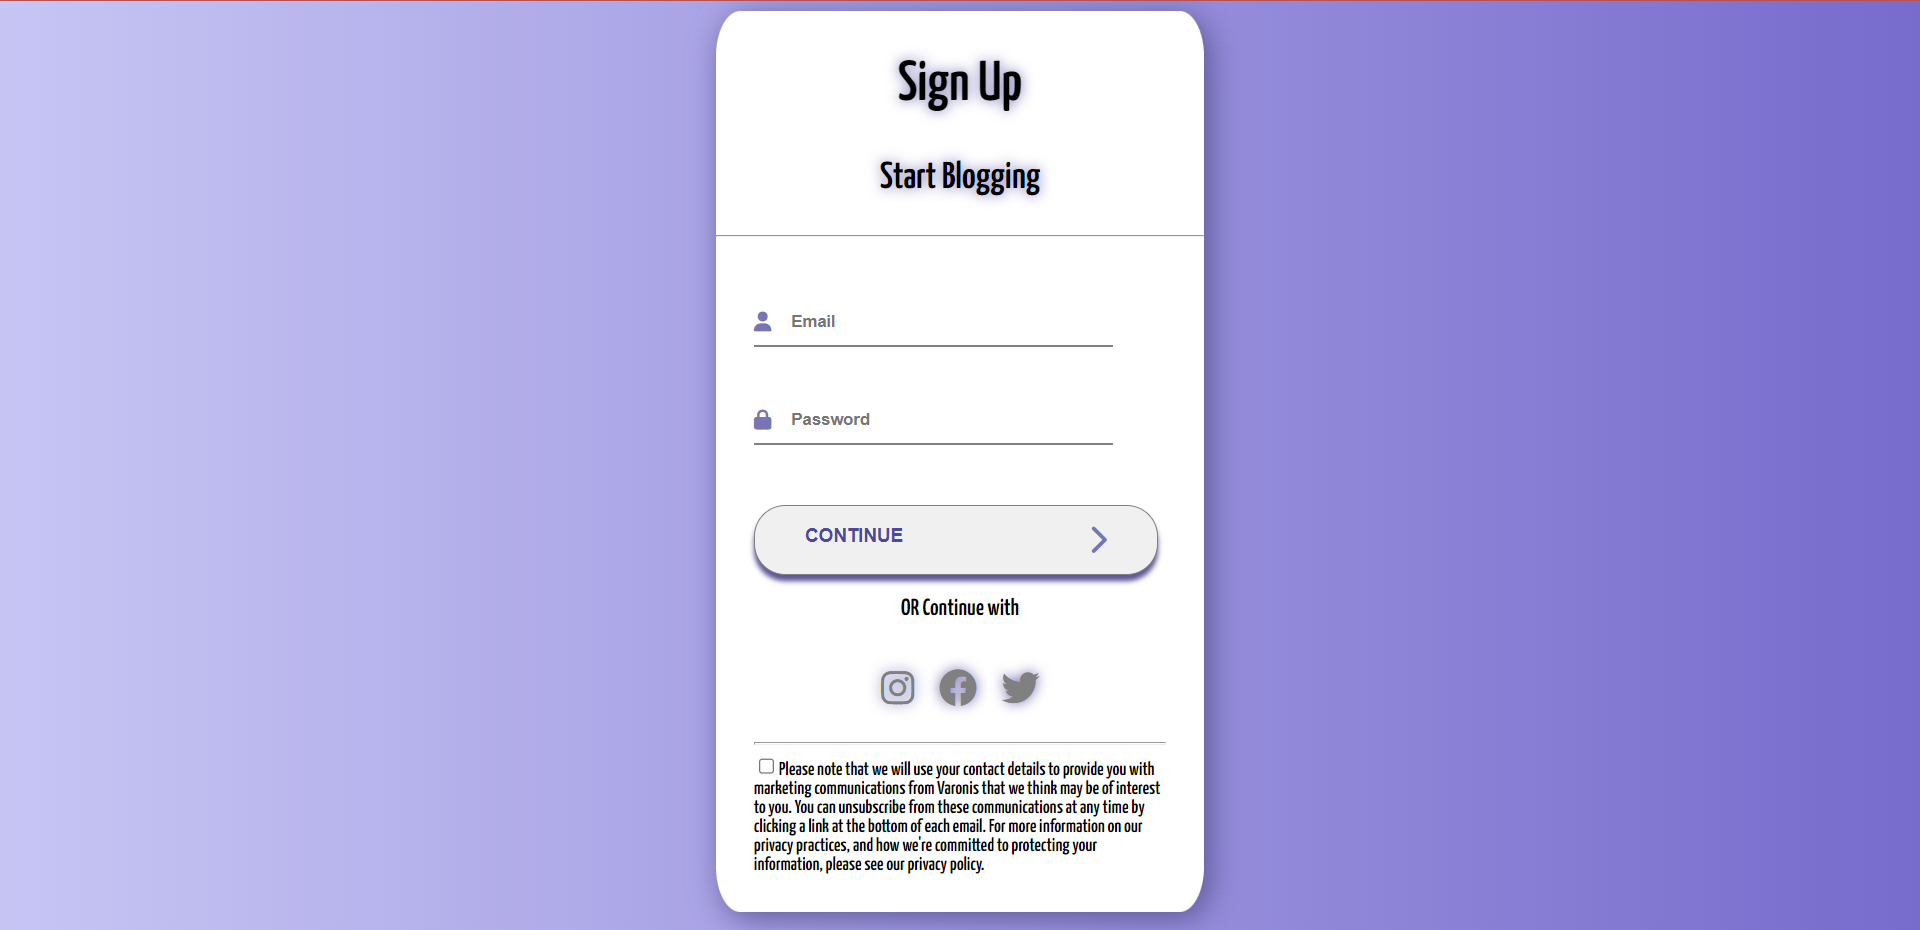 Sign Up
Start Blogging
Email
Password
CONTINUE
OR Continue with
Please note that we will use your contact details to provide you with
marketing communications from Varonis that we think may be of interest
to you. You can unsubscribe from these communications at any time by
clicking a link at the bottom of each email. For more information on our
privacy practices, and how we're committed to protecting your
information, please see our privacy policy.